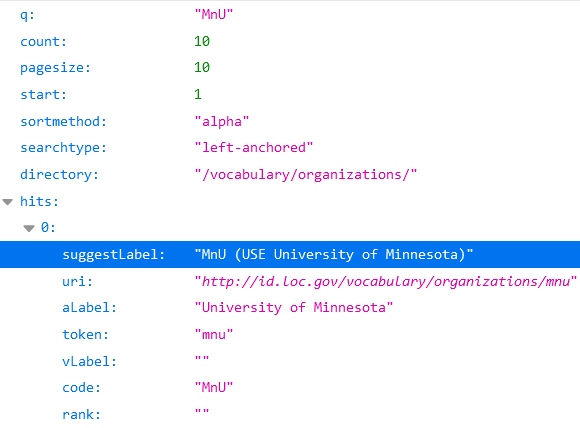 q: "MnU"
count: 10
pagesize: 10
start: 1
sortmethod: "alpha"
searchtype: "left-anchored"
directory: "/vocabulary/organizations/"
hits:
0:
suggestLabel: "MnU (USE University of Minnesota)"
uri: "http://id.loc.gov/vocabulary/organizations/mnu"
aLabel: "University of Minnesota"
token: "mnu"
vLabel: ""
code: "MnU"
rank: ""